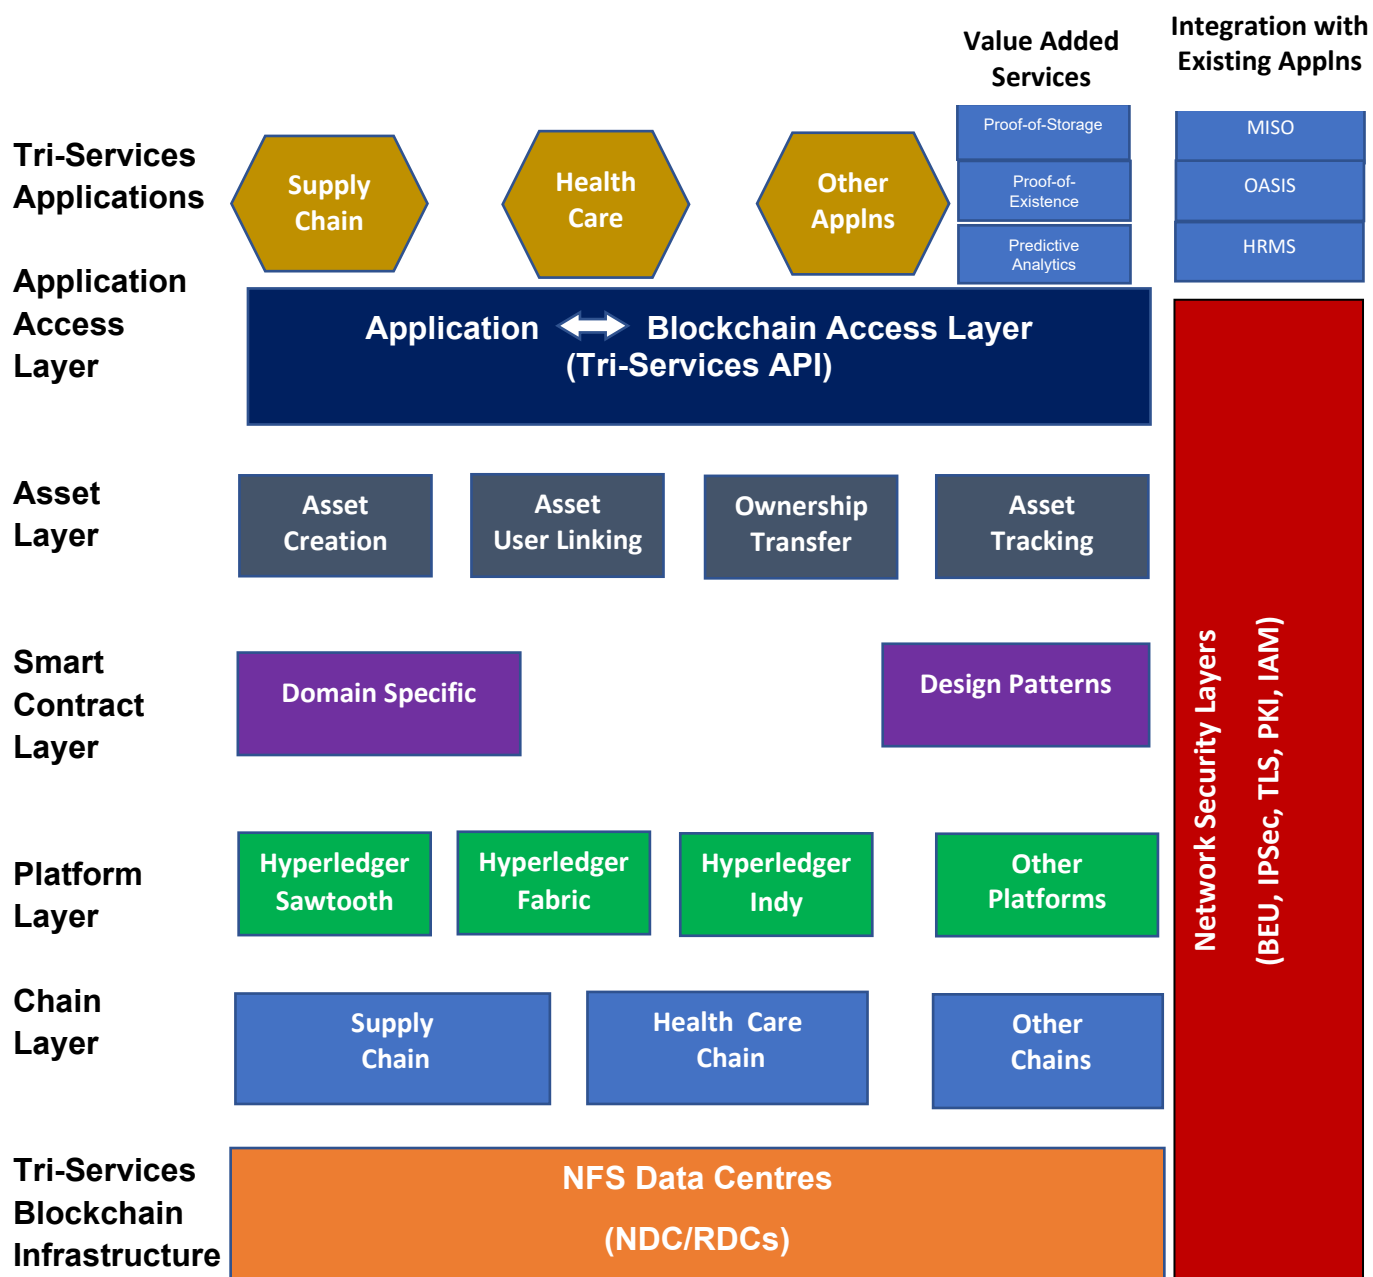 Value Added
Services
Integration with
Existing Applns
Tri-Services
Applications
Supply
Chain
Health
Care
Other
Applns
Proof-of-Storage
Proof-of-
Existence
Predictive
Analytics
MISO
OASIS
HRMS
Application
Access
Layer
Application Blockchain Access Layer
(Tri-Services API)
Asset
Layer
Asset
Creation
Asset
User Linking
Ownership
Transfer
Asset
Tracking
Smart
Contract
Layer
Domain Specific
Design Patterns
Platform
Layer
Hyperledger
Sawtooth
Hyperledger
Fabric
Hyperledger
Indy
Other
Platforms
Chain
Layer
Supply
Chain
Health Care
Chain
Other
Chains
Tri-Services
Blockchain
Infrastructure
NFS Data Centres
(NDC/RDCs)
Network Security Layers
(BEU, IPSec, TLS, PKI, IAM)